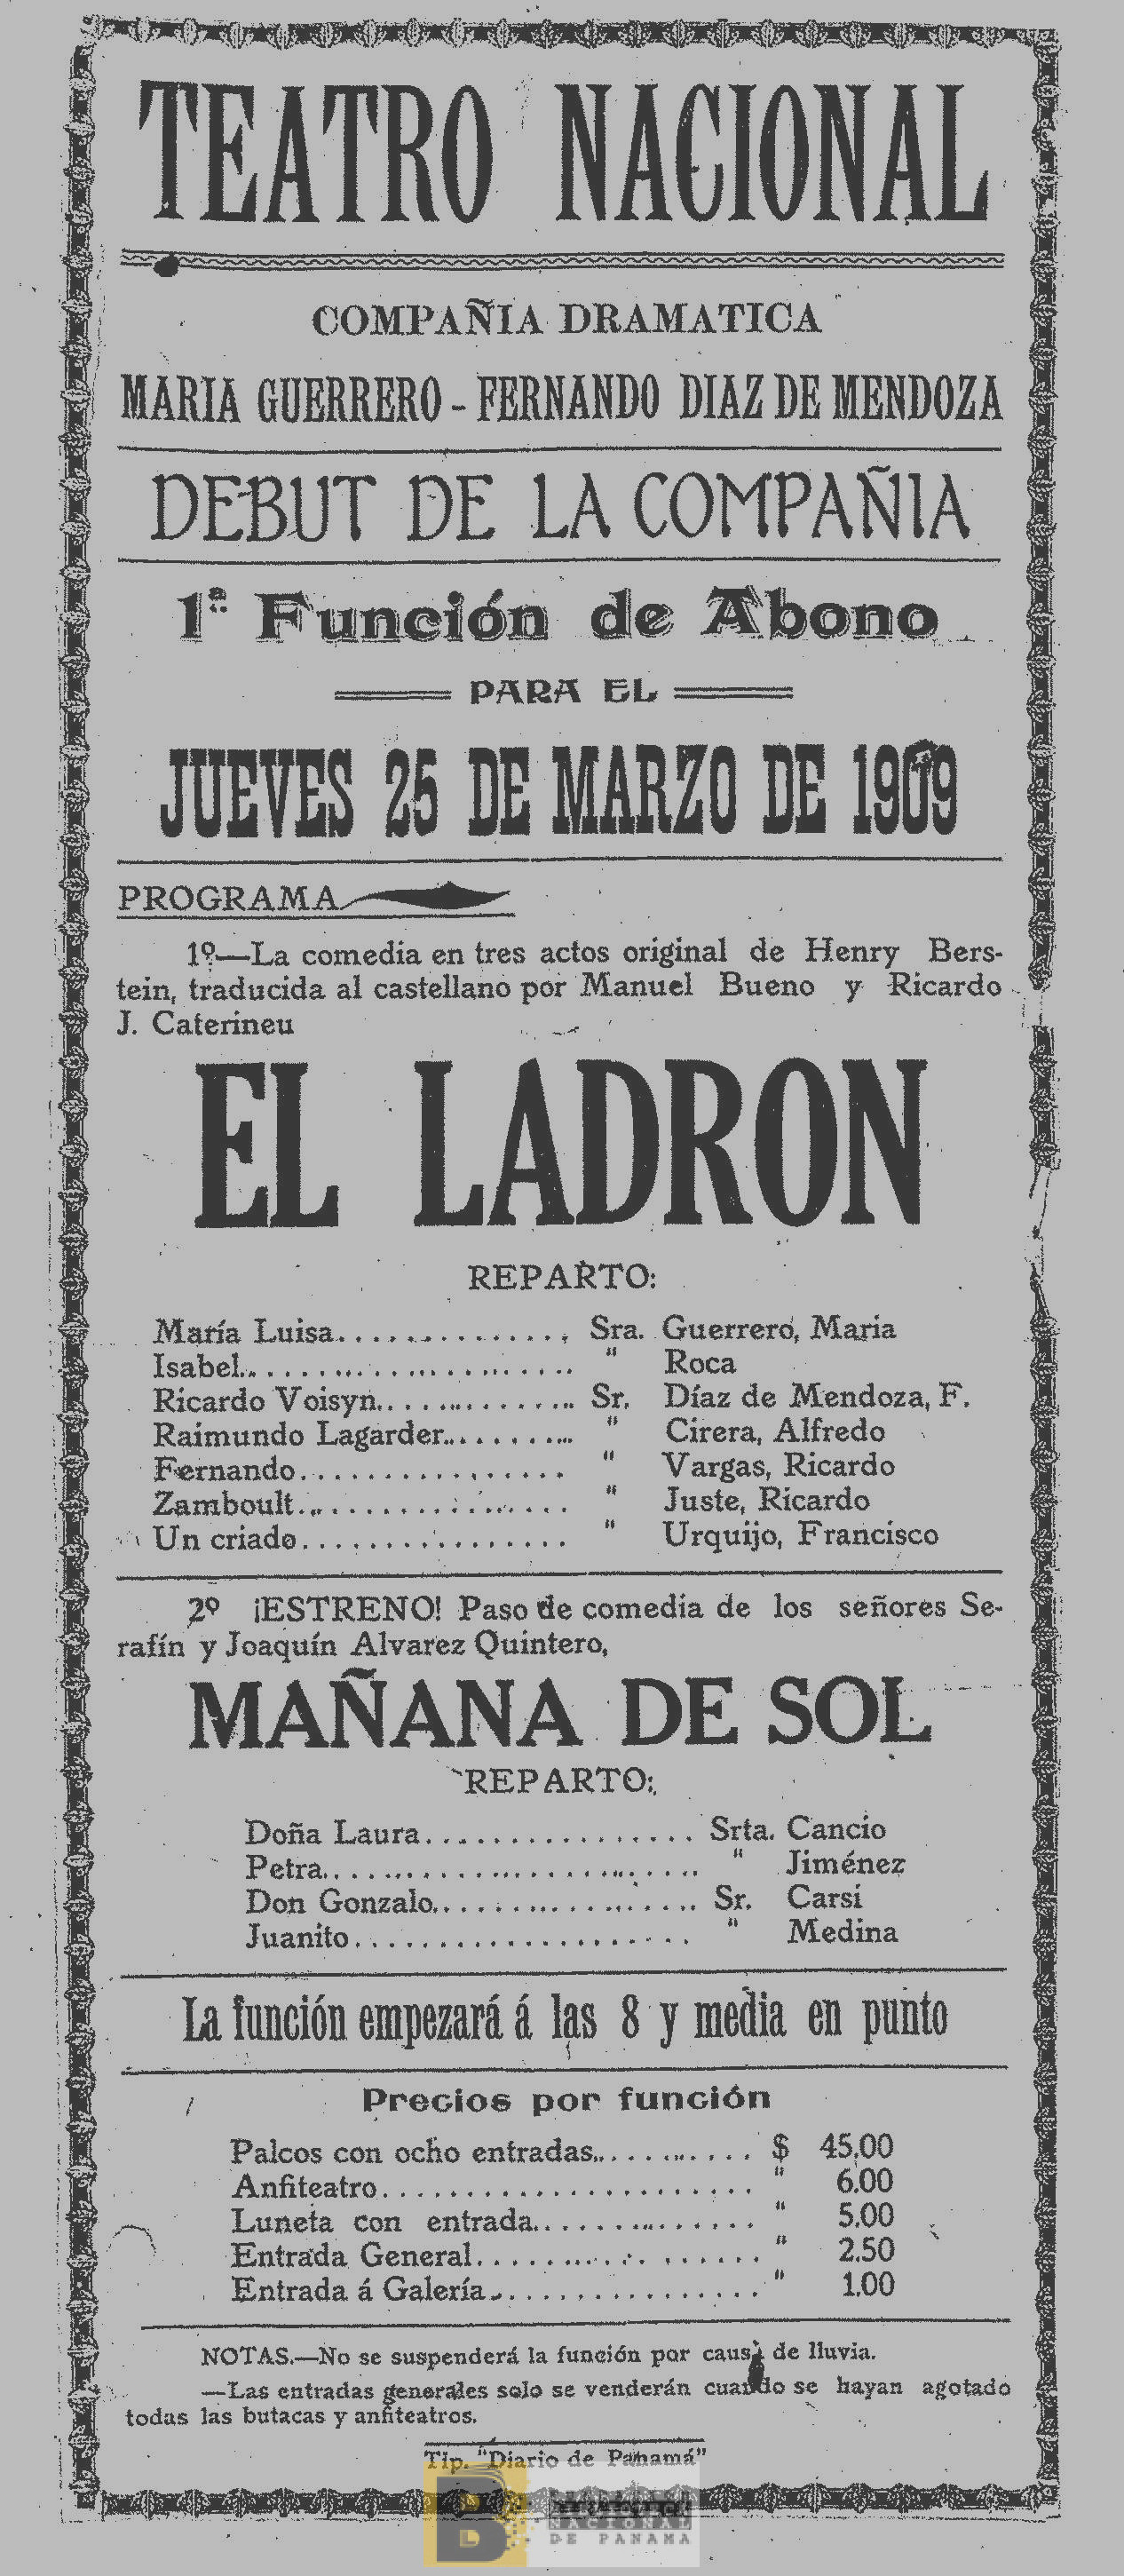 TEATRO NACIONAL
COMPAÑIA DRAMATICA
MARIA GUERRERO - FERNANDO DIAZ DE MENDOZA
DEBUT DE LA COMPAÑIA
1ª Función de Abono
PARA EL
JUEVES 25 DE MARZO DE 1909
PROGRAMA
1º—La comedia en tres actos original de Henry Bers-
tein, traducida al castellano por Manuel Bueno y Ricardo
J. Caterineu
EL LADRON
REPARTO:
María Luisa............... Sra. Guerrero, Maria
Isabel.................... " Roca
Ricardo Voisyn............ Sr. Díaz de Mendoza, F.
Raimundo Lagarder......... " Cirera, Alfredo
Fernando................ " Vargas, Ricardo
Zamboult................ " Juste, Ricardo
Un criado................ " Urquijo, Francisco
2º ¡ESTRENO! Paso de comedia de los señores Se-
rafín y Joaquín Alvarez Quintero,
MAÑANA DE SOL
REPARTO:
Doña Laura................ Srta. Cancio
Petra...................... " Jiménez
Don Gonzalo................ Sr. Carsí
Juanito.................... " Medina
La función empezará á las 8 y media en punto
Precios por función
Palcos con ocho entradas........... $ 45.00
Anfiteatro...................... " 6.00
Luneta con entrada.............. " 5.00
Entrada General................. " 2.50
Entrada á Galería................ " 1.00
NOTAS.—No se suspenderá la función por causa de lluvia.
—Las entradas generales solo se venderán cuando se hayan agotado
todas las butacas y anfiteatros.
Tip. "Diario de Panamá"
B
NACIONAL
DE PANAMA